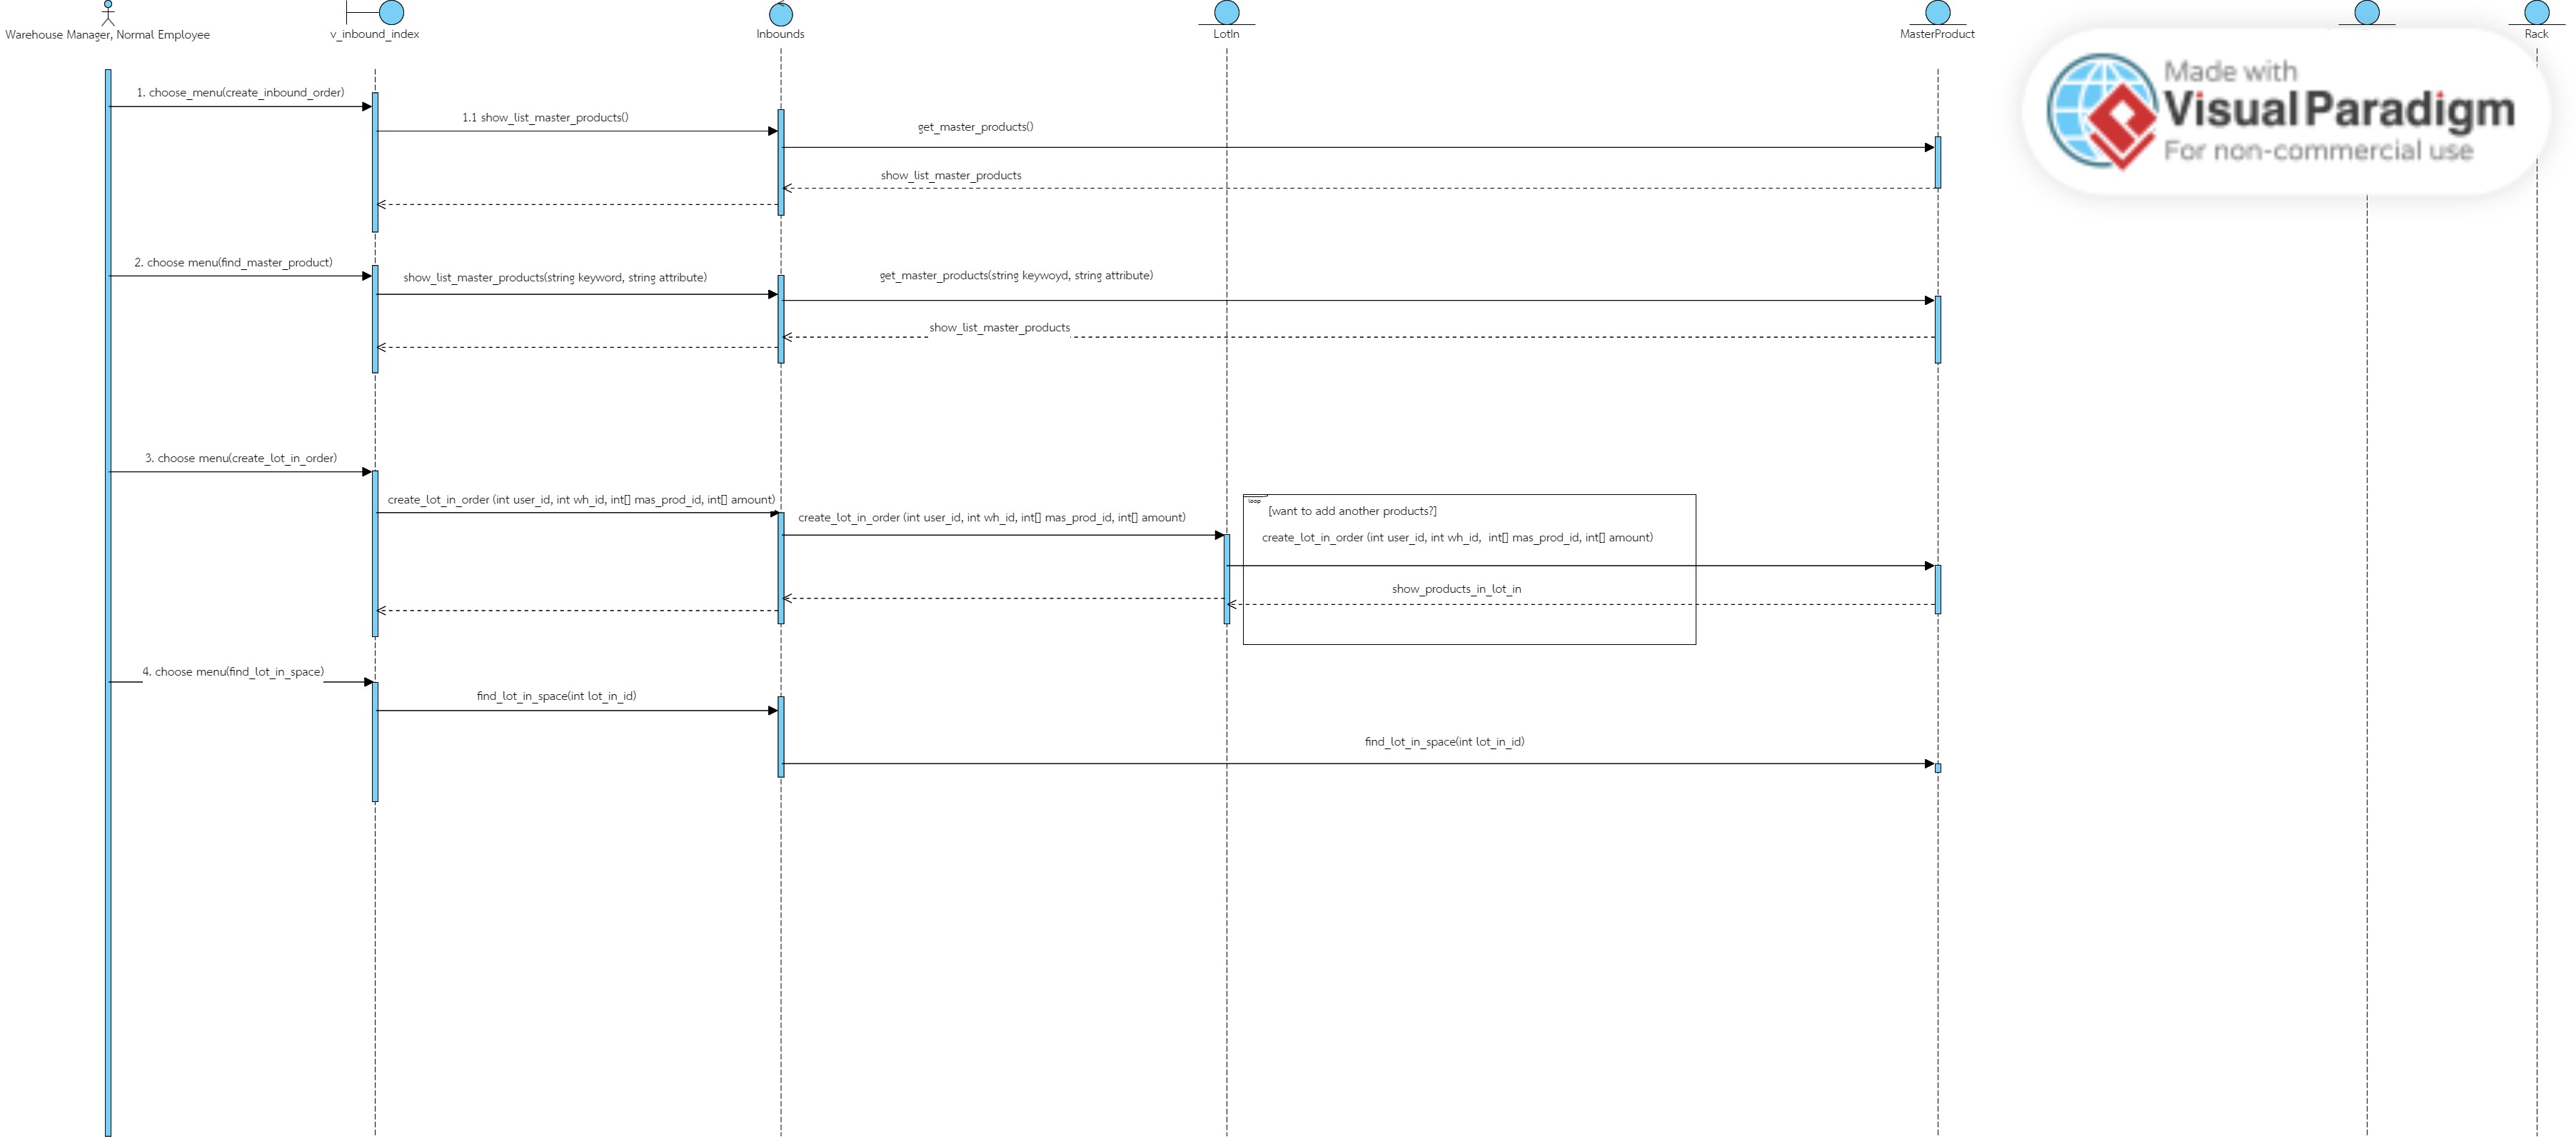 Warehouse Manager, Normal Employee
v_inbound_index
Inbounds
LotIn
MasterProduct
Rack
Made with
Visual Paradigm
For non-commercial use
1. choose_menu(create_inbound_order)
1.1 show_list_master_products()
get_master_products()
show_list_master_products
2. choose menu(find_master_product)
show_list_master_products(string keyword, string attribute)
get_master_products(string keywoyd, string attribute)
show_list_master_products
3. choose menu(create_lot_in_order)
create_lot_in_order (int user_id, int wh_id, int[] mas_prod_id, int[] amount)
create_lot_in_order (int user_id, int wh_id, int[] mas_prod_id, int[] amount)
loop
[want to add another products?]
create_lot_in_order (int user_id, int wh_id, int[] mas_prod_id, int[] amount)
show_products_in_lot_in
4. choose menu(find_lot_in_space)
find_lot_in_space(int lot_in_id)
find_lot_in_space(int lot_in_id)